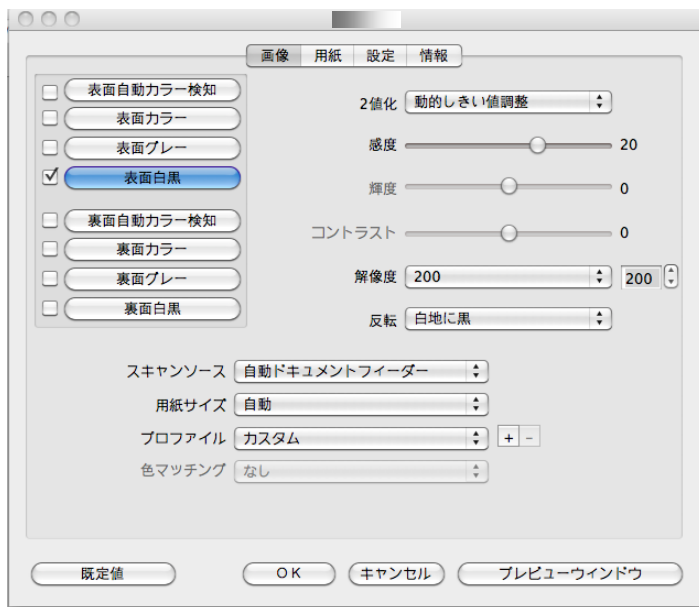 画像 用紙 設定 情報
表面自動カラー検知
表面カラー
表面グレー
表面白黒
裏面自動カラー検知
裏面カラー
裏面グレー
裏面白黒
2値化 動的しきい値調整
感度 20
輝度 0
コントラスト 0
解像度 200 200
反転 白地に黒
スキャンソース 自動ドキュメントフィーダー
用紙サイズ 自動
プロファイル カスタム + -
色マッチング なし
既定値 OK キャンセル プレビューウィンドウ